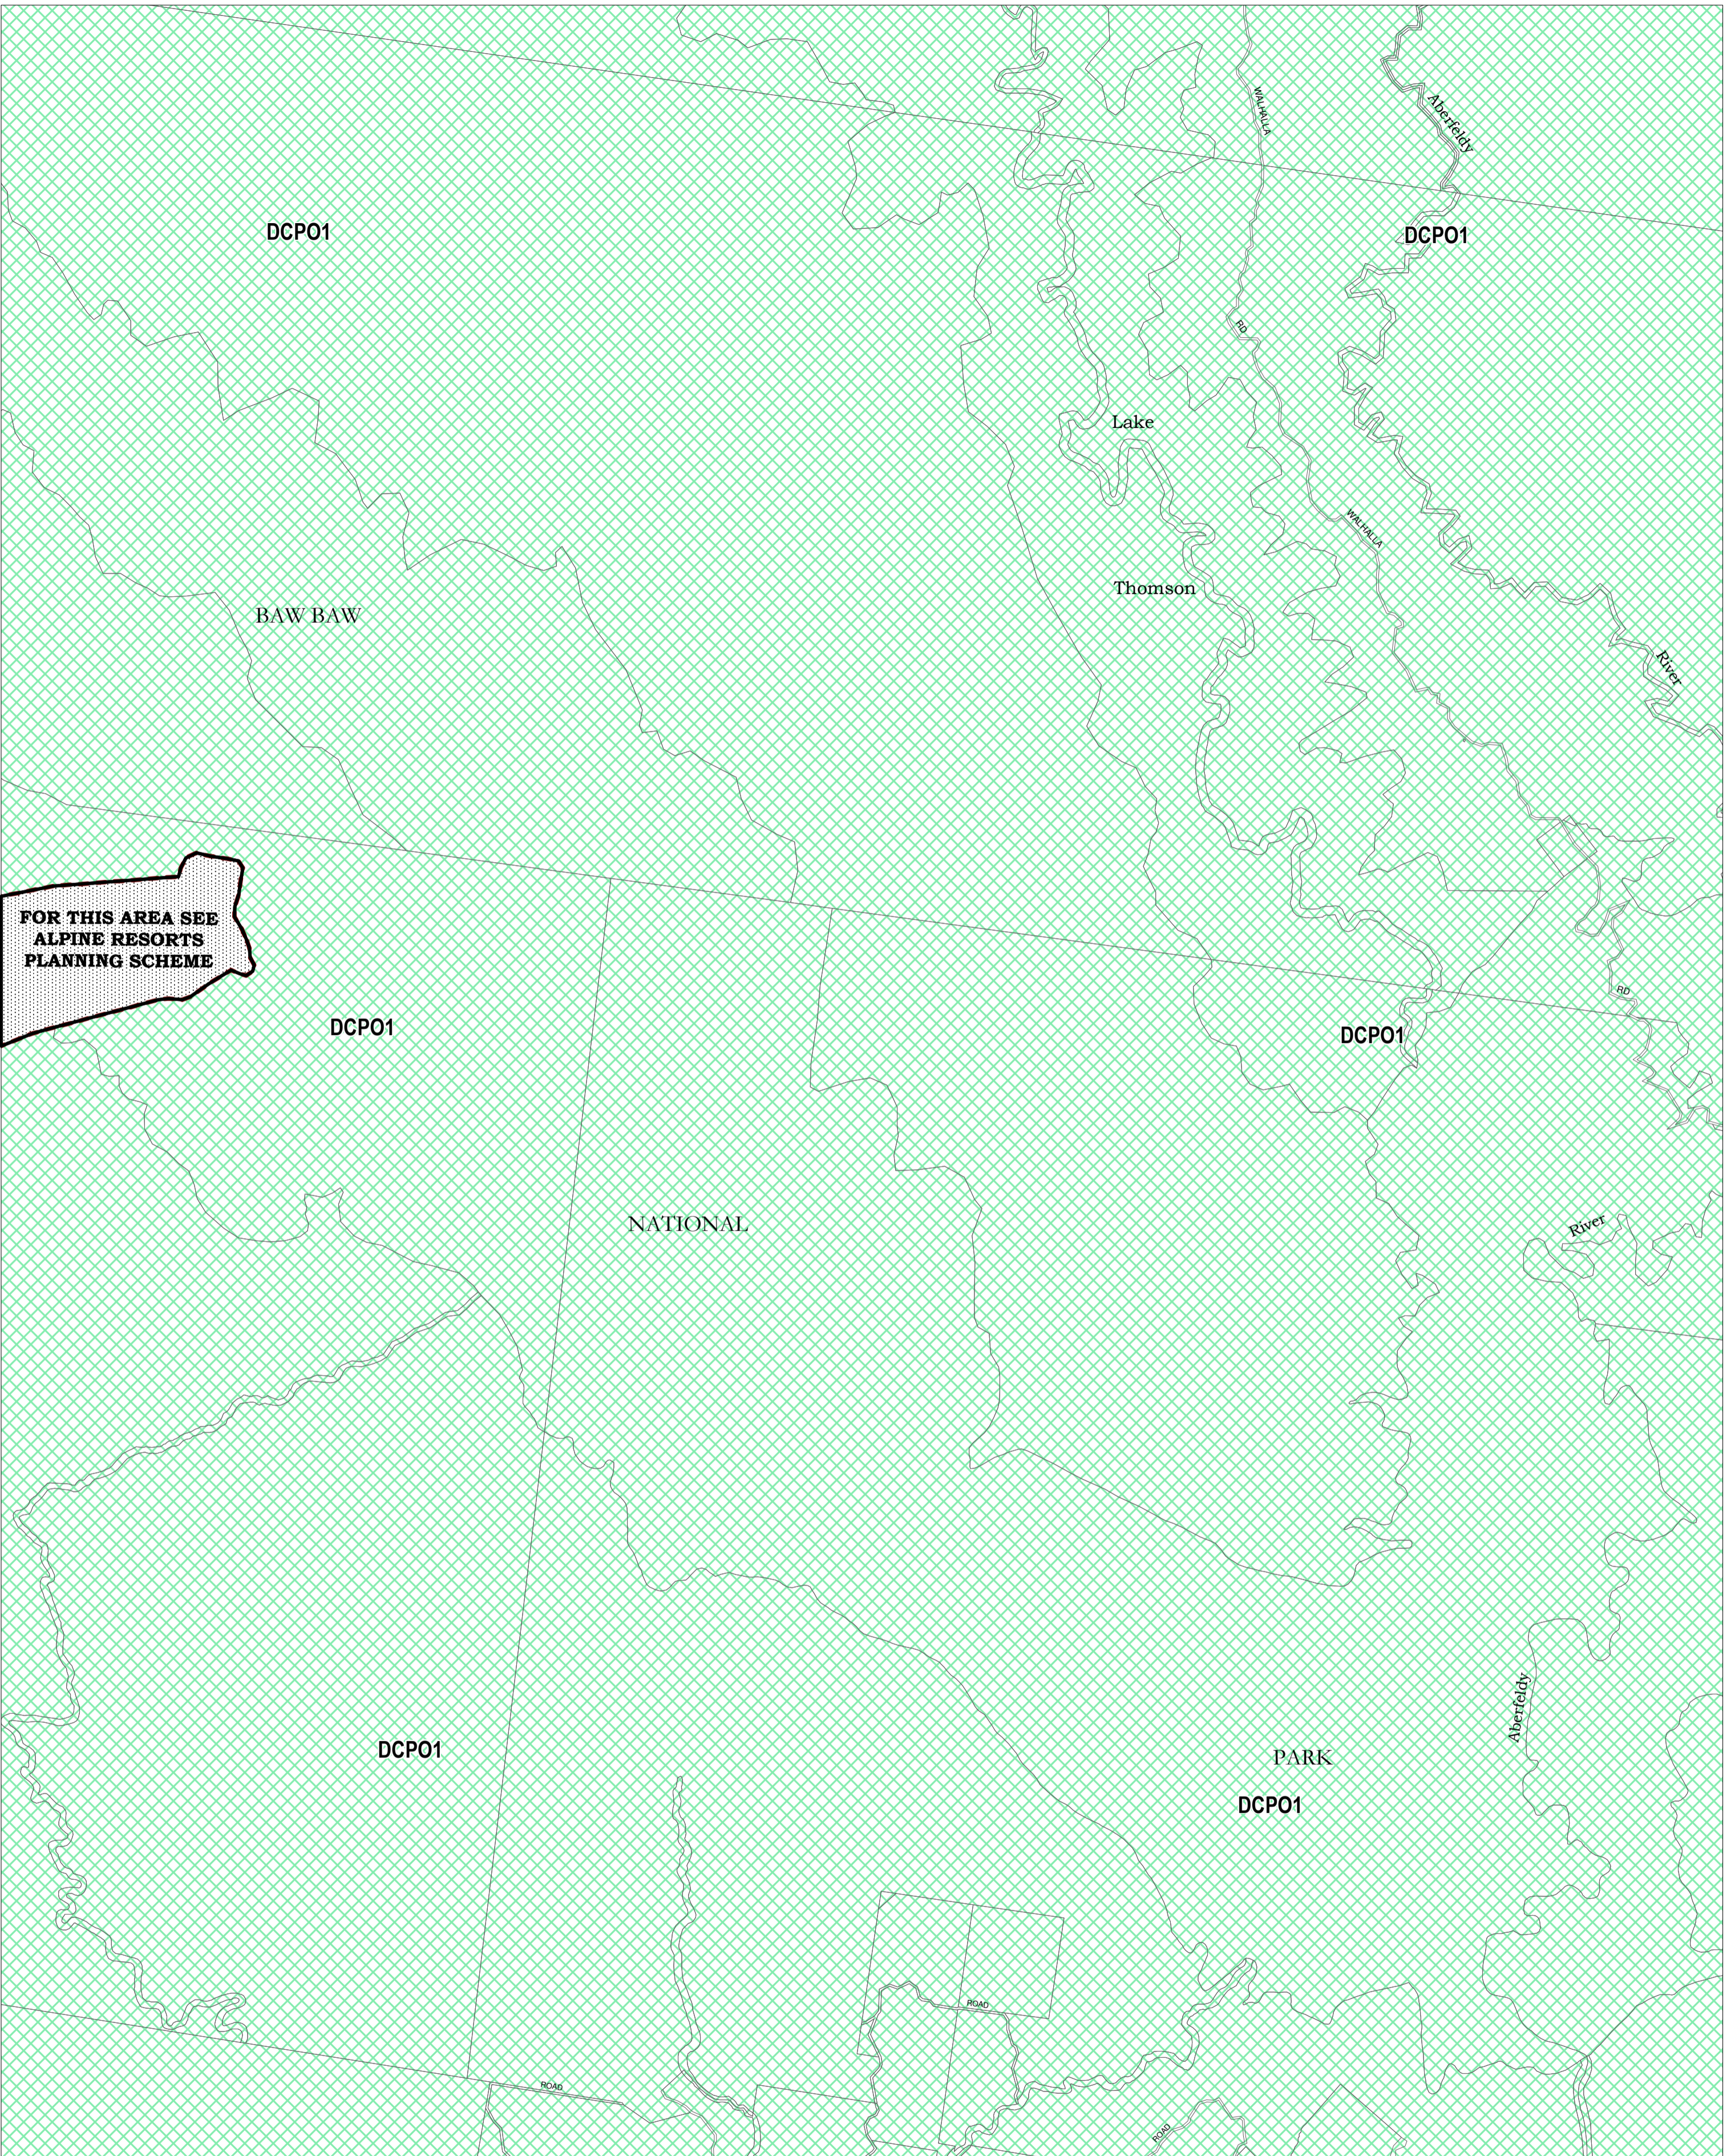 WALHALLA
Aberfeldy
DCPO1
DCPO1
RD
Lake
WALHALLA
Thomson
BAW BAW
River
FOR THIS AREA SEE
ALPINE RESORTS
PLANNING SCHEME
RD
DCPO1
DCPO1
NATIONAL
River
Aberfeldy
DCPO1
PARK
DCPO1
ROAD
ROAD
ROAD